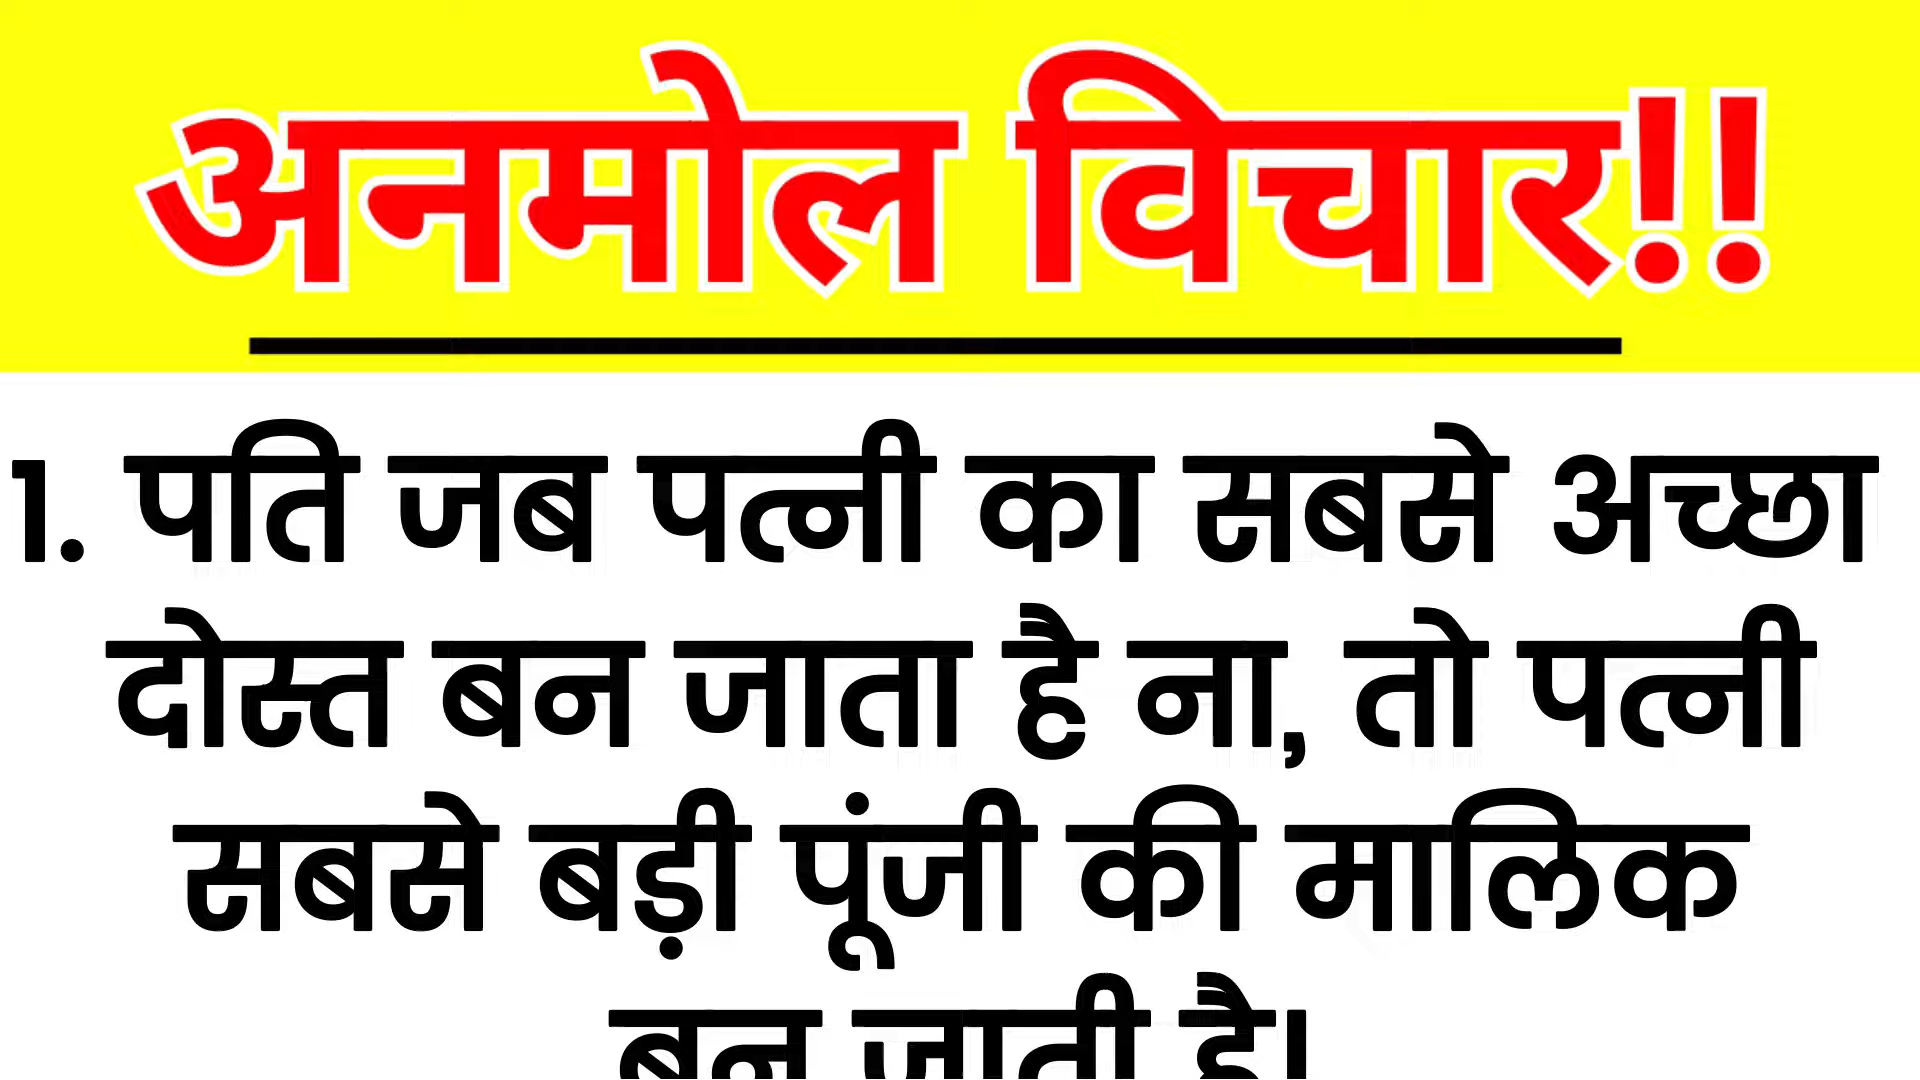 अनमोल विचार!!
1. पति जब पत्नी का सबसे अच्छा
दोस्त बन जाता है ना, तो पत्नी
सबसे बड़ी पूंजी की मालिक
बन जाती है।